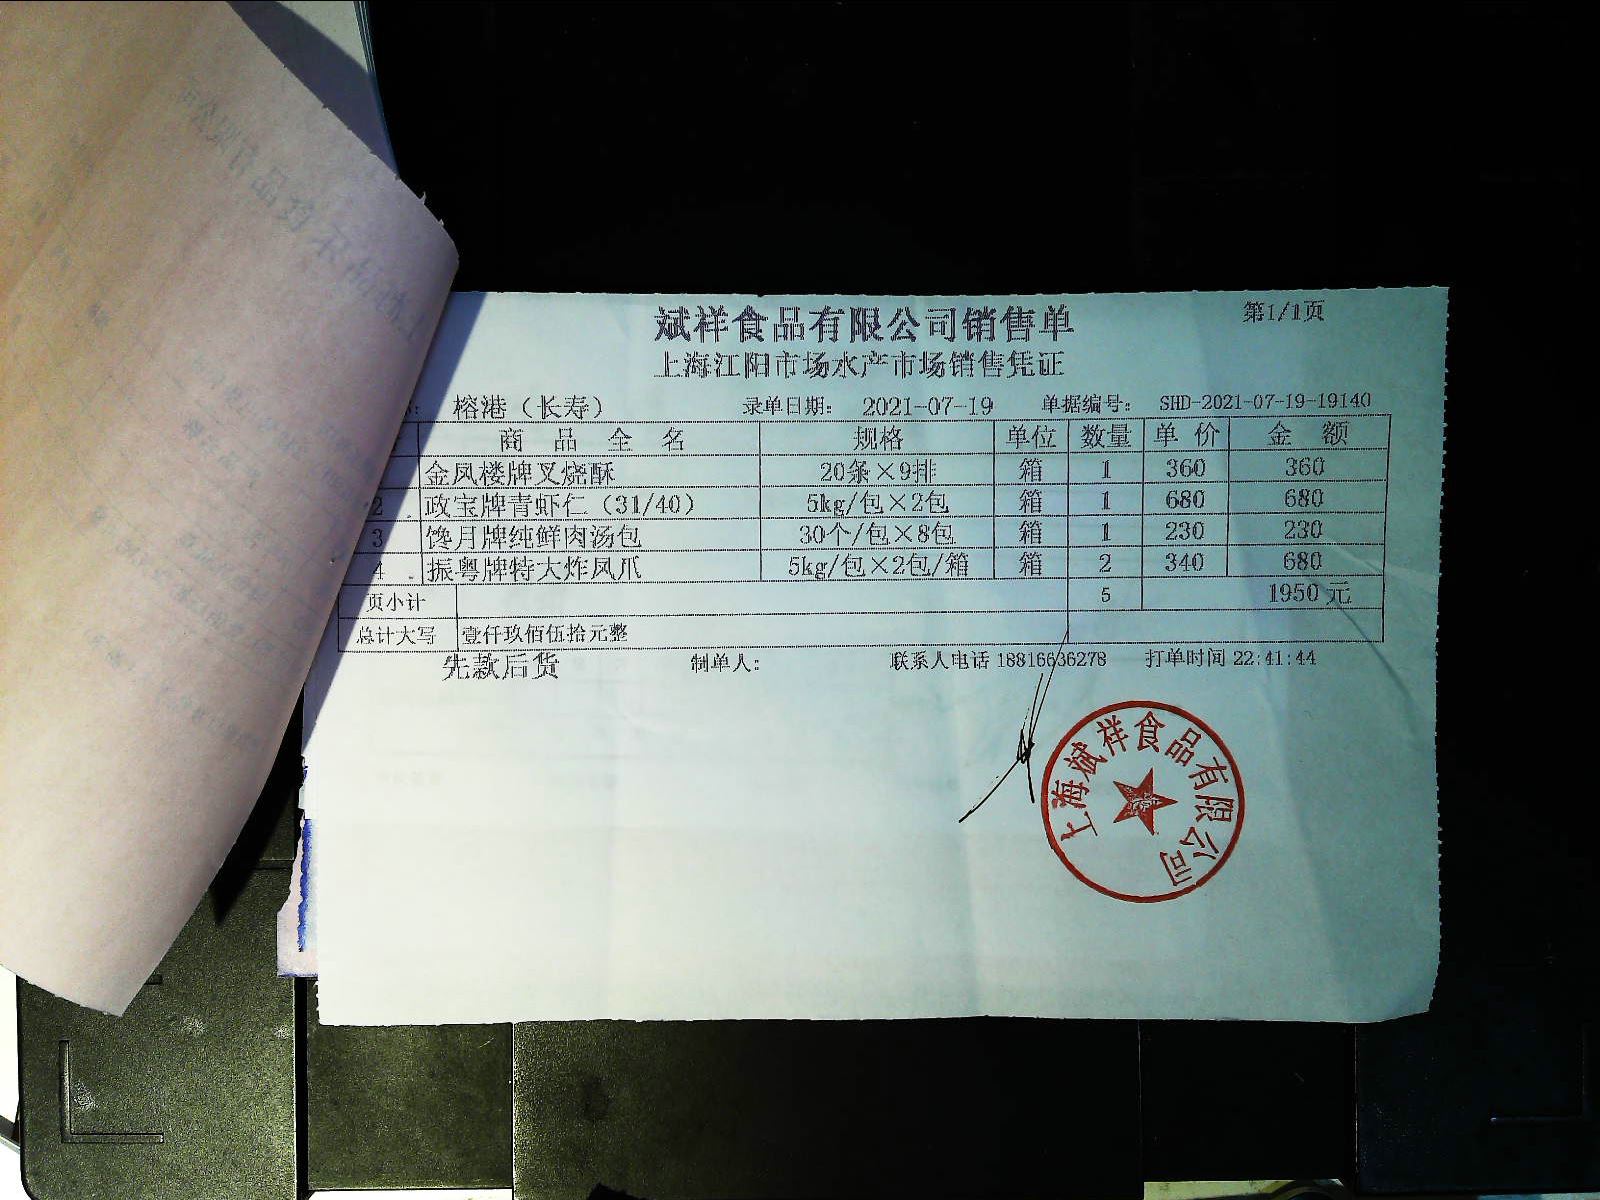 斌祥食品有限公司销售单 第1/1页
上海江阳市场水产市场销售凭证
榕港（长寿） 录单日期： 2021-07-19 单据编号： SHD-2021-07-19-19140
商 品 全 名 规格 单位 数量 单 价 金 额
金凤楼牌叉烧酥 20条×9排 箱 1 360 360
2 政宝牌青虾仁（31/40） 5kg/包×2包 箱 1 680 680
3 馋月牌纯鲜肉汤包 30个/包×8包 箱 1 230 230
4 振粤牌特大炸凤爪 5kg/包×2包/箱 箱 2 340 680
页小计 5 1950 元
总计大写 壹仟玖佰伍拾元整
先款后货 制单人： 联系人电话 18816636278 打单时间 22:41:44
上海斌祥食品有限公司